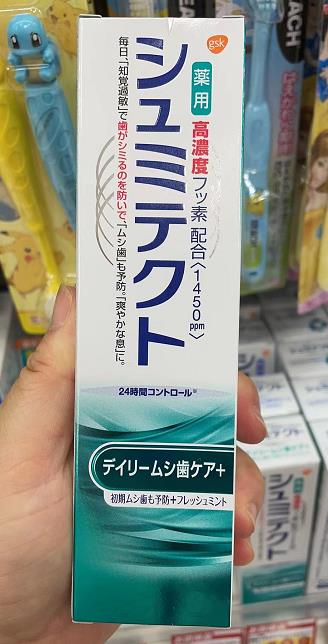 gsk
薬用
高濃度フッ素配合〈1450ppm〉
シュミテクト
毎日、「知覚過敏」で歯がシミるのを防いで、「ムシ歯」も予防。「爽やかな息」に。
24時間コントロール※
デイリームシ歯ケア+
初期ムシ歯も予防+フレッシュミント
EACH
シュミテクト